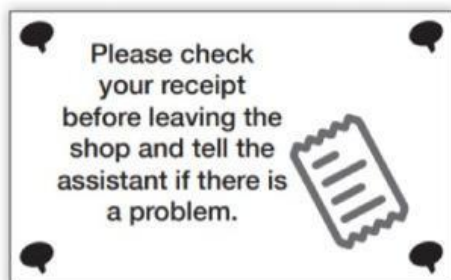 Please check
your receipt
before leaving the
shop and tell the
assistant if there is
a problem.